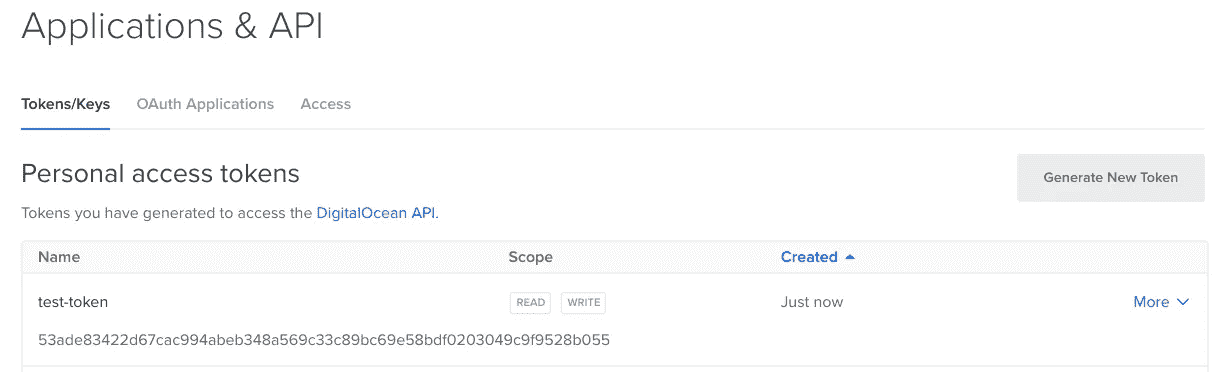 Applications & API
Tokens/Keys OAuth Applications Access
Personal access tokens
Generate New Token
Tokens you have generated to access the DigitalOcean API.
Name Scope Created
test-token READ WRITE Just now More
53ade83422d67cac994abeb348a569c33c89bc69e58bdf0203049c9f9528b055